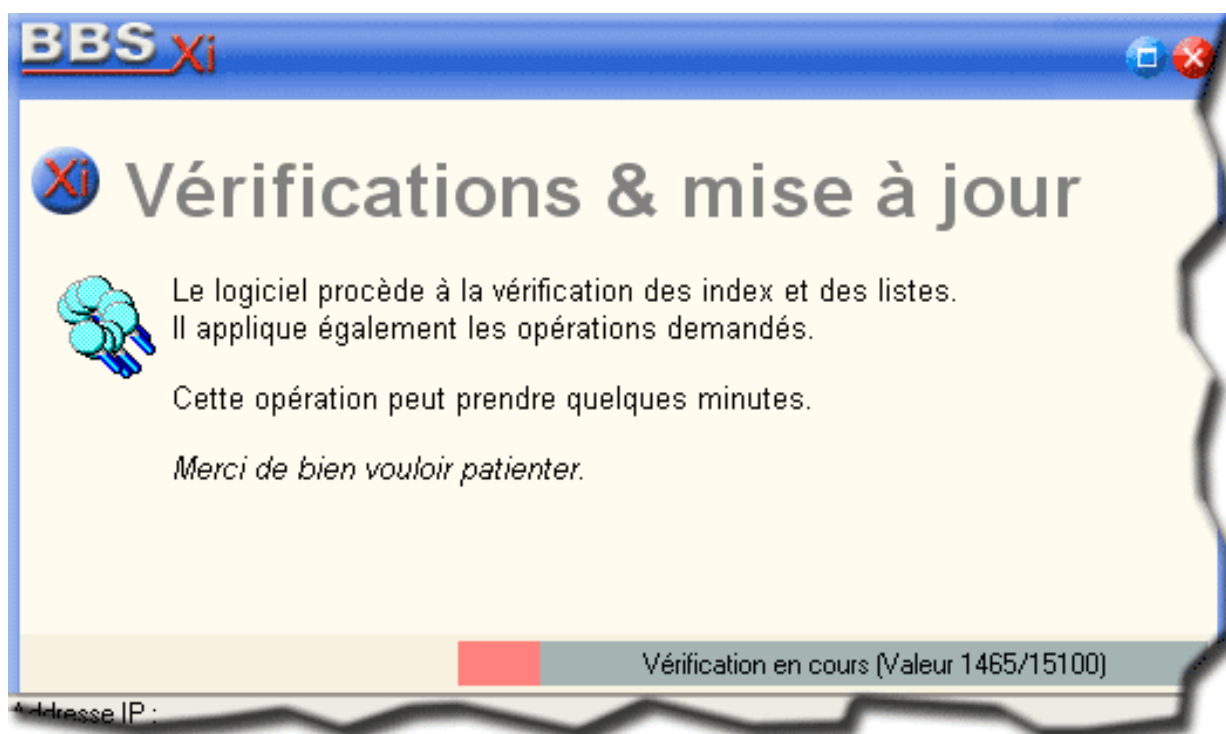 BBS Xi
Xi Vérifications & mise à jour
Le logiciel procède à la vérification des index et des listes.
Il applique également les opérations demandés.
Cette opération peut prendre quelques minutes.
Merci de bien vouloir patienter.
Vérification en cours (Valeur 1465/15100)
Addresse IP :